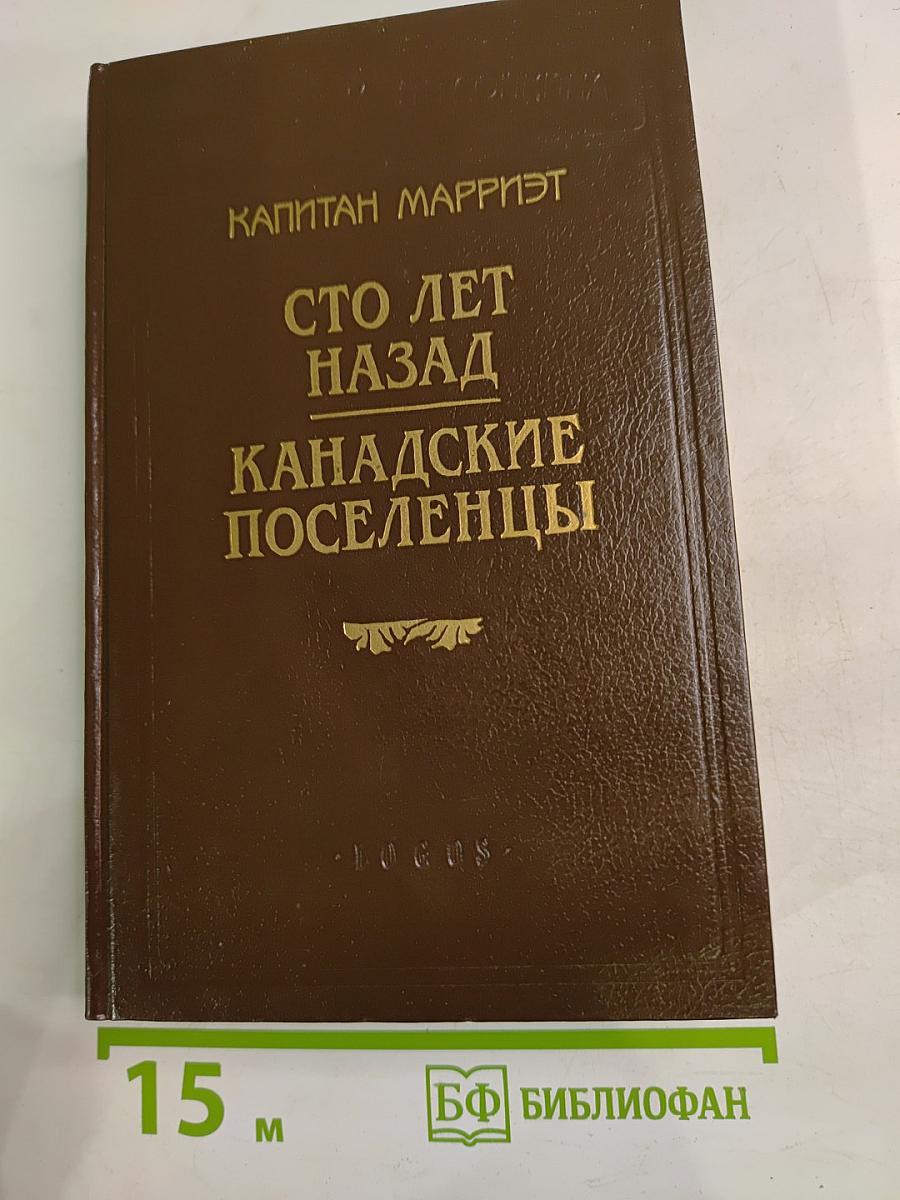 КАПИТАН МАРРИЭТ
СТО ЛЕТ
НАЗАД
КАНАДСКИЕ
ПОСЕЛЕНЦЫ
·LOGOS·
15 м
БФ БИБЛИОФАН